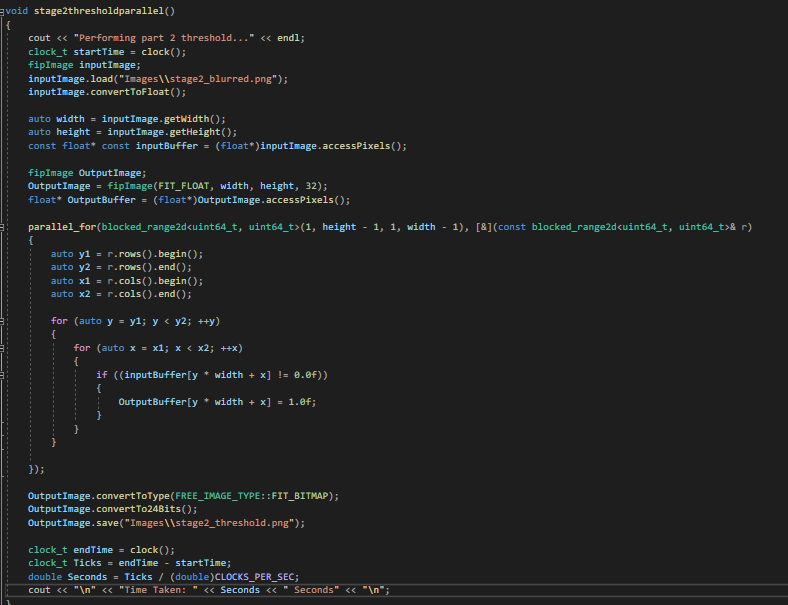 void stage2thresholdparallel()
{
cout << "Performing part 2 threshold..." << endl;
clock_t startTime = clock();
fipImage inputImage;
inputImage.load("Images\\stage2_blurred.png");
inputImage.convertToFloat();
auto width = inputImage.getWidth();
auto height = inputImage.getHeight();
const float* const inputBuffer = (float*)inputImage.accessPixels();
fipImage OutputImage;
OutputImage = fipImage(FIT_FLOAT, width, height, 32);
float* OutputBuffer = (float*)OutputImage.accessPixels();
parallel_for(blocked_range2d<uint64_t, uint64_t>(1, height - 1, 1, width - 1), [&](const blocked_range2d<uint64_t, uint64_t>& r)
{
auto y1 = r.rows().begin();
auto y2 = r.rows().end();
auto x1 = r.cols().begin();
auto x2 = r.cols().end();
for (auto y = y1; y < y2; ++y)
{
for (auto x = x1; x < x2; ++x)
{
if ((inputBuffer[y * width + x] != 0.0f))
{
OutputBuffer[y * width + x] = 1.0f;
}
}
}
});
OutputImage.convertToType(FREE_IMAGE_TYPE::FIT_BITMAP);
OutputImage.convertTo24Bits();
OutputImage.save("Images\\stage2_threshold.png");
clock_t endTime = clock();
clock_t Ticks = endTime - startTime;
double Seconds = Ticks / (double)CLOCKS_PER_SEC;
cout << "\n" << "Time Taken: " << Seconds << " Seconds" << "\n";
}